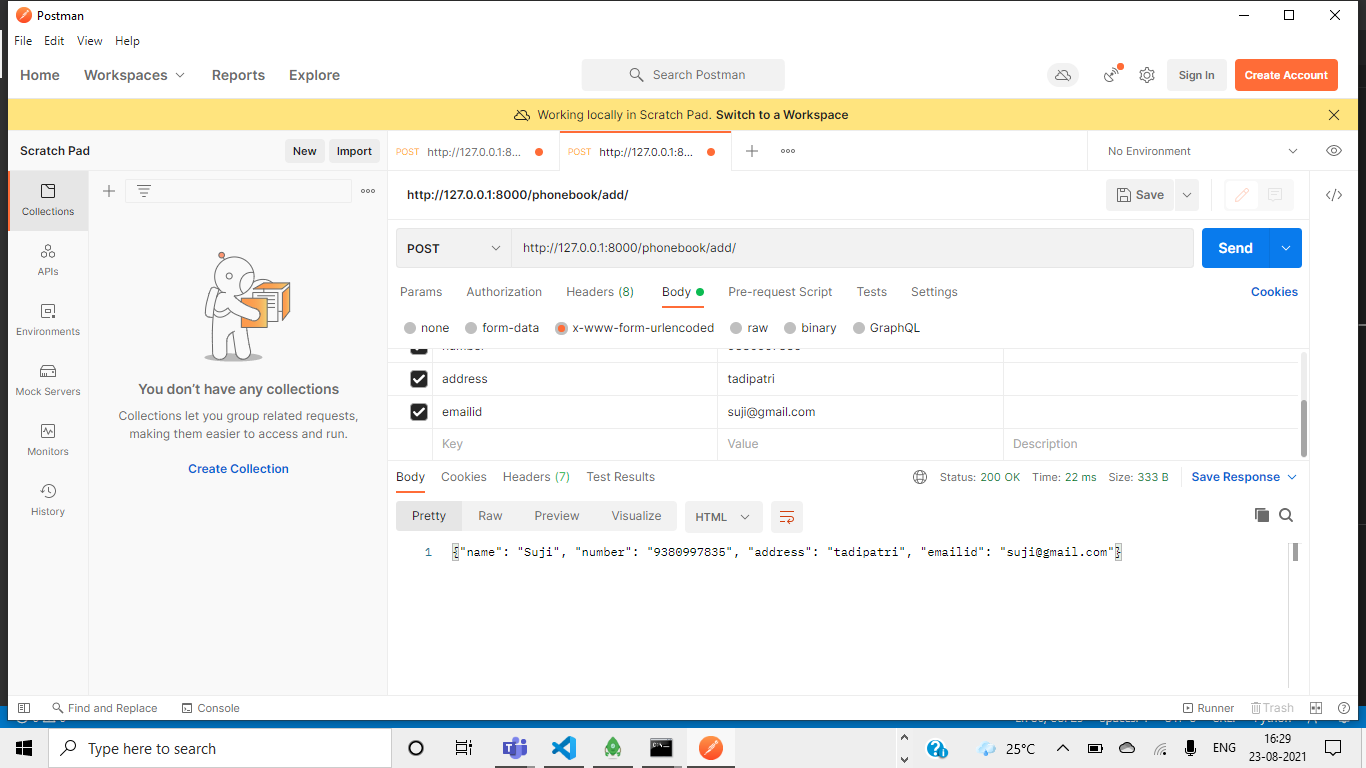 Postman
File Edit View Help
Home Workspaces Reports Explore Search Postman Sign In Create Account
Working locally in Scratch Pad. Switch to a Workspace
Scratch Pad New Import POST http://127.0.0.1:8... POST http://127.0.0.1:8... No Environment
Collections
APIs
Environments
Mock Servers
Monitors
History
You don't have any collections
Collections let you group related requests,
making them easier to access and run.
Create Collection
http://127.0.0.1:8000/phonebook/add/ Save
POST http://127.0.0.1:8000/phonebook/add/ Send
Params Authorization Headers (8) Body Pre-request Script Tests Settings Cookies
none form-data x-www-form-urlencoded raw binary GraphQL
address tadipatri
emailid suji@gmail.com
Key Value Description
Body Cookies Headers (7) Test Results Status: 200 OK Time: 22 ms Size: 333 B Save Response
Pretty Raw Preview Visualize HTML
1 {"name": "Suji", "number": "9380997835", "address": "tadipatri", "emailid": "suji@gmail.com"}
Find and Replace Console Runner Trash
Type here to search 25°C ENG 16:29
23-08-2021